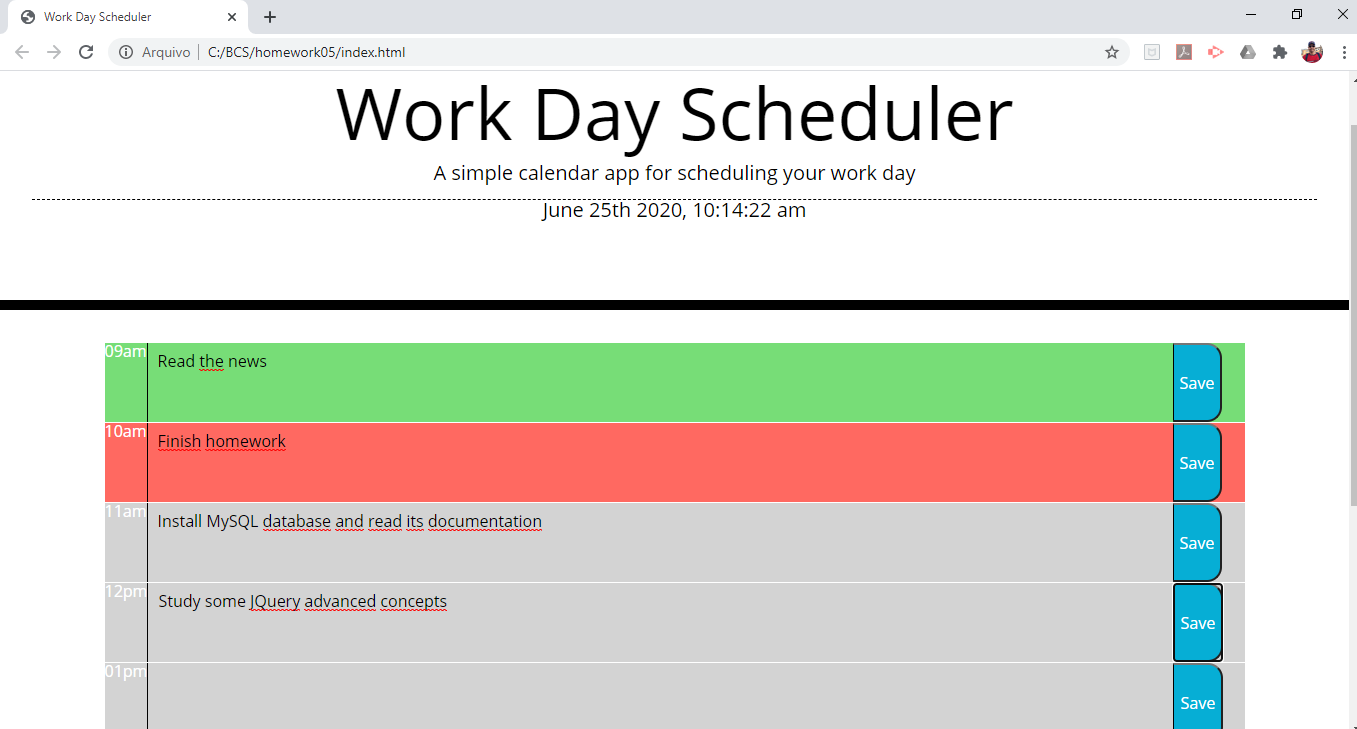 Work Day Scheduler
Arquivo C:/BCS/homework05/index.html
Work Day Scheduler
A simple calendar app for scheduling your work day
June 25th 2020, 10:14:22 am
09am Read the news Save
10am Finish homework Save
11am Install MySQL database and read its documentation Save
12pm Study some JQuery advanced concepts Save
01pm Save